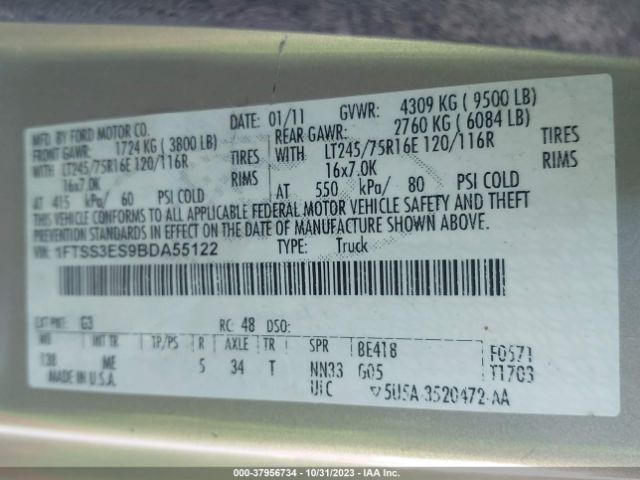 MFD. BY FORD MOTOR CO.
DATE: 01/11 GVWR: 4309 KG ( 9500 LB)
FRONT GAWR: 1724 KG ( 3800 LB)
REAR GAWR: 2760 KG ( 6084 LB)
WITH LT245/75R16E 120/116R TIRES
WITH LT245/75R16E 120/116R TIRES
16x7.0K RIMS
16x7.0K RIMS
AT 415 kPa/ 60 PSI COLD
AT 550 kPa/ 80 PSI COLD
THIS VEHICLE CONFORMS TO ALL APPLICABLE FEDERAL MOTOR VEHICLE SAFETY AND THEFT
PREVENTION STANDARDS IN EFFECT ON THE DATE OF MANUFACTURE SHOWN ABOVE.
VIN: 1FTSS3ES9BDA55122 TYPE: Truck
EXT PNT: G3 RC: 48 DSO:
WB INT TR TP/PS R AXLE TR SPR BE418 F0571
138 ME 5 34 T NN33 G05 T1703
MADE IN U.S.A. UTC ▽5U5A-3520472-AA
000-37956734 - 10/31/2023 - IAA Inc.